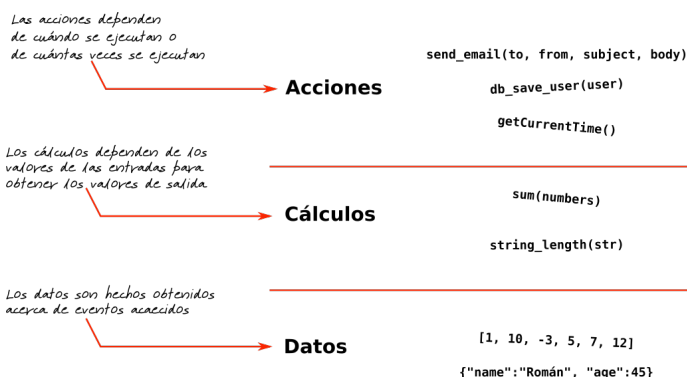 Las acciones dependen
de cuándo se ejecutan o
de cuántas veces se ejecutan
Acciones
send_email(to, from, subject, body)
db_save_user(user)
getCurrentTime()
Los cálculos dependen de los
valores de las entradas para
obtener los valores de salida
Cálculos
sum(numbers)
string_length(str)
Los datos son hechos obtenidos
acerca de eventos acaecidos
Datos
[1, 10, -3, 5, 7, 12]
{"name":"Román", "age":45}